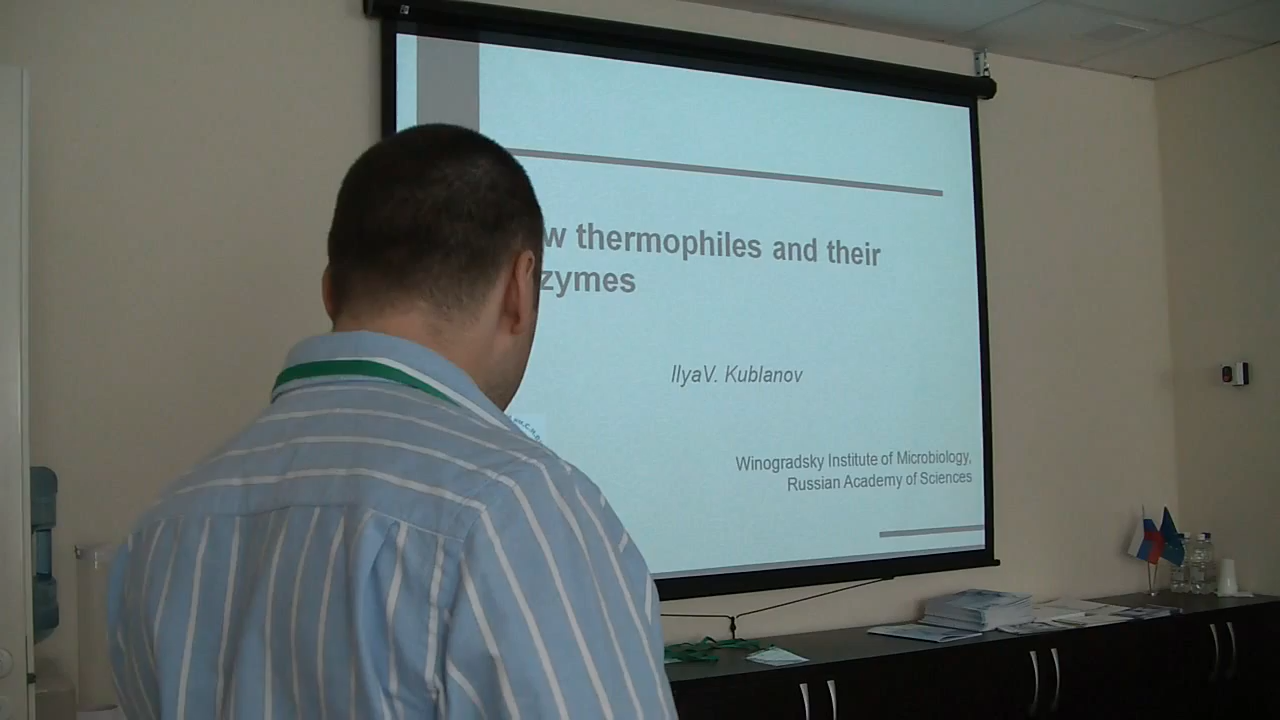 w thermophiles and their
zymes
IlyaV. Kublanov
Winogradsky Institute of Microbiology,
Russian Academy of Sciences